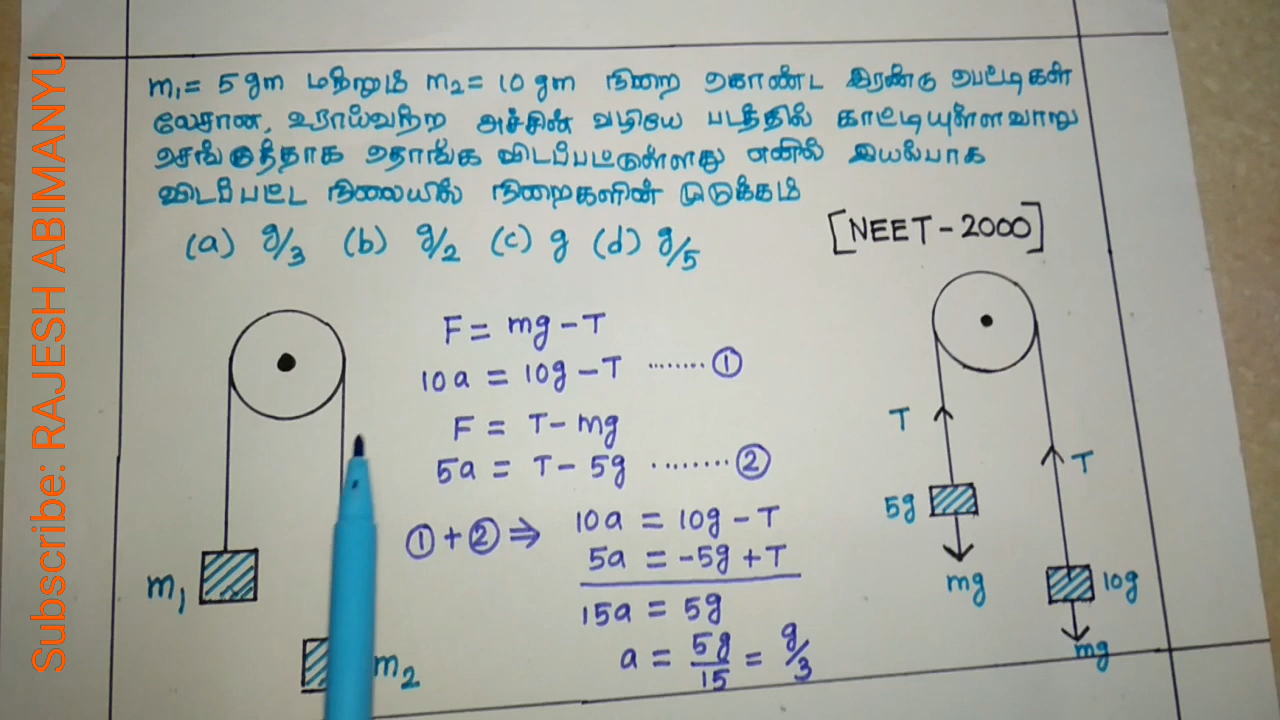 m₁ = 5 gm மற்றும் m₂ = 10 gm நிறை கொண்ட இரண்டு பெட்டிகள்
லேசான, உராய்வற்ற அச்சின் வழியே படத்தில் காட்டியுள்ளவாறு
செங்குத்தாக தொங்க விடப்பட்டுள்ளது எனில் இயல்பாக
விடப்பட்ட நிலையில் நிறைகளின் முடுக்கம்
[NEET - 2000]
(a) g/3 (b) g/2 (c) g (d) g/5
F = mg - T
10a = 10g - T ........ ①
F = T - mg
5a = T - 5g ........ ②
① + ② ⇒ 10a = 10g - T
5a = -5g + T
15a = 5g
a = 5g/15 = g/3
m₁
m₂
T
T
5g
mg
10g
mg
Subscribe: RAJESH ABIMANYU